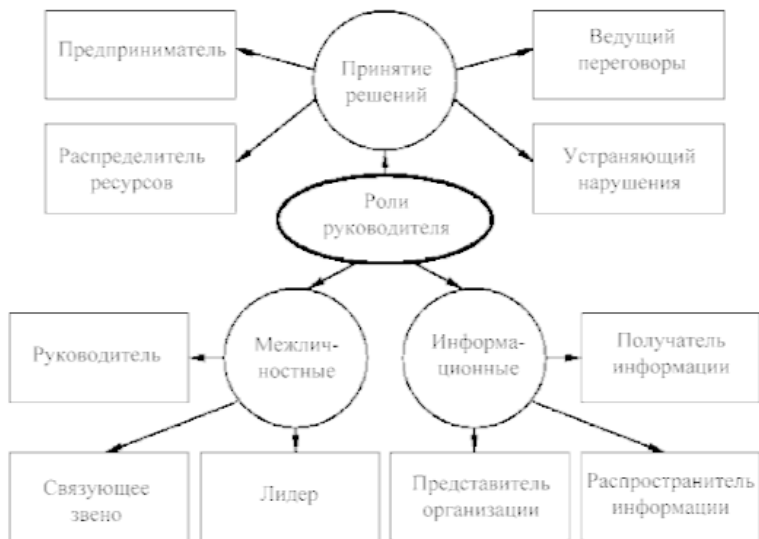 Предприниматель
Принятие
решений
Ведущий
переговоры
Распределитель
ресурсов
Устраняющий
нарушения
Роли
руководителя
Руководитель
Межлич-
ностные
Информа-
ционные
Получатель
информации
Связующее
звено
Лидер
Представитель
организации
Распространитель
информации